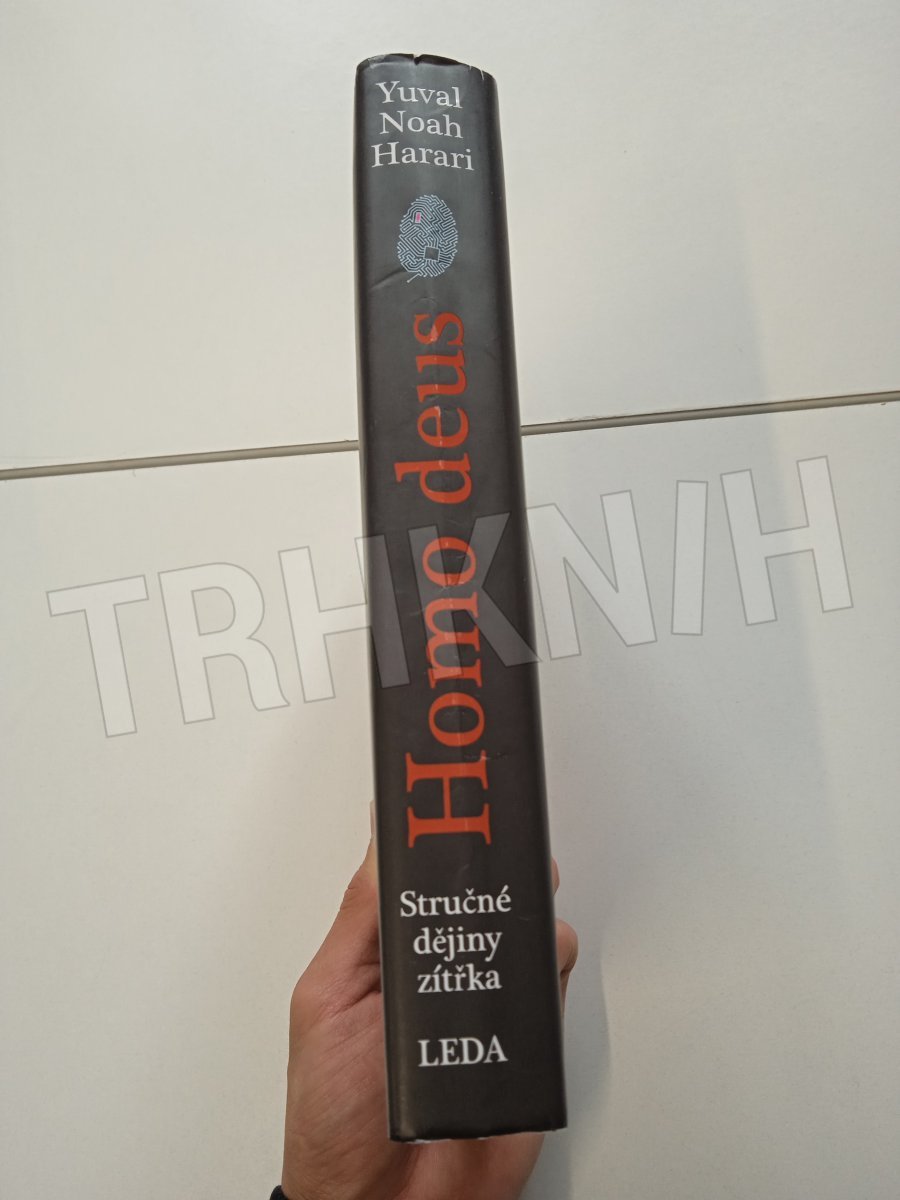 Yuval
Noah
Harari
Homo deus
Stručné
dějiny
zítřka
LEDA
TRHKNIH